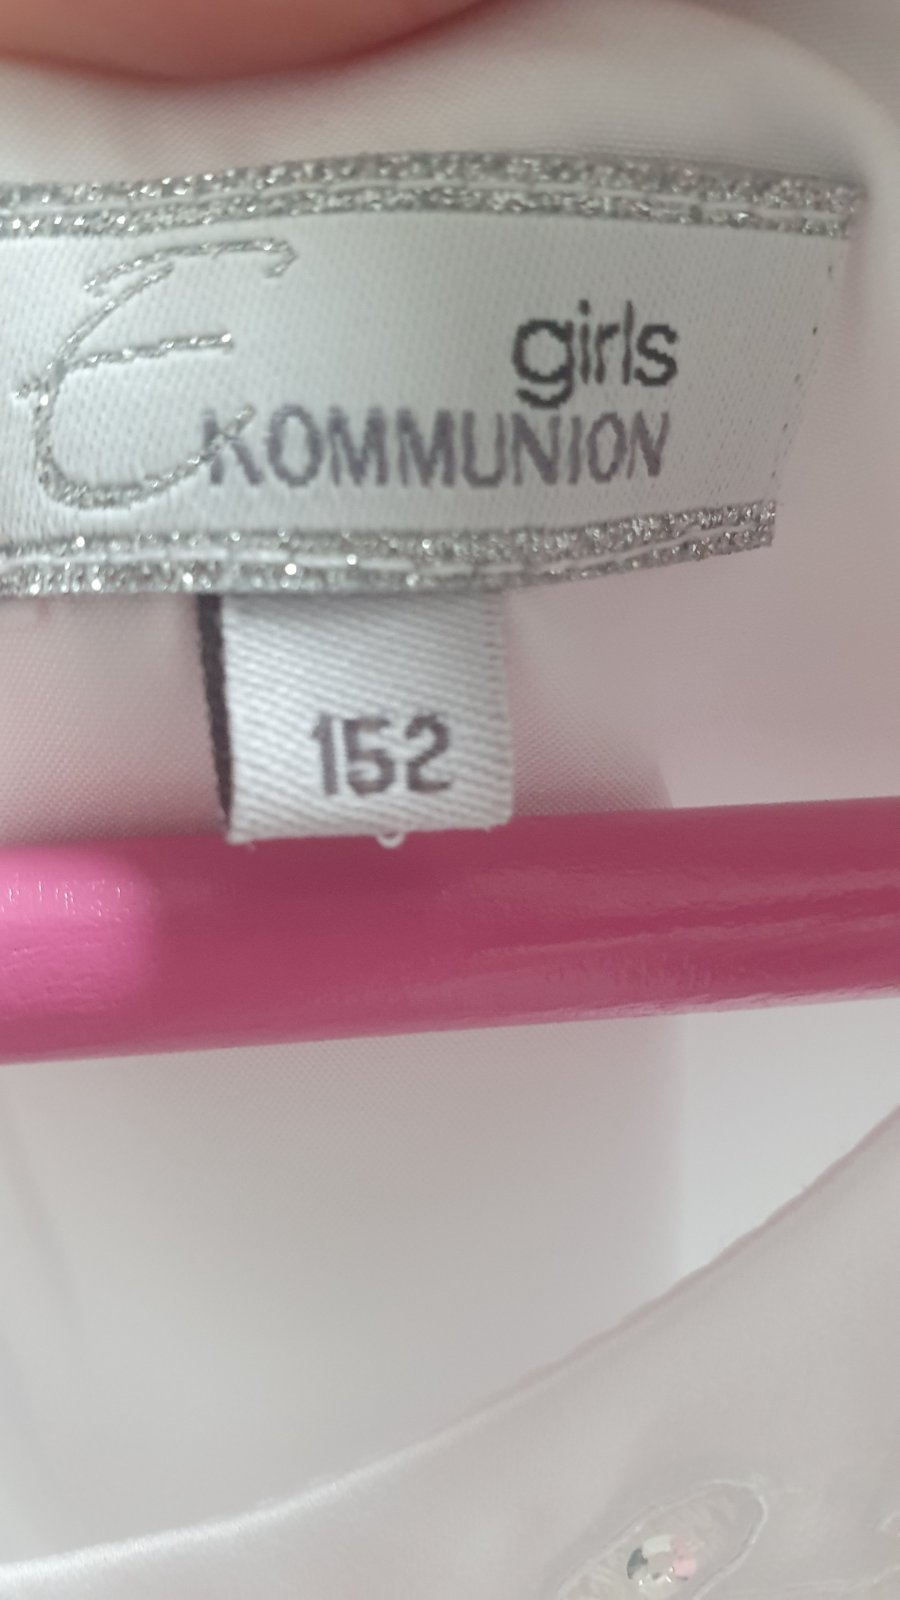 E
girls
KOMMUNION
152